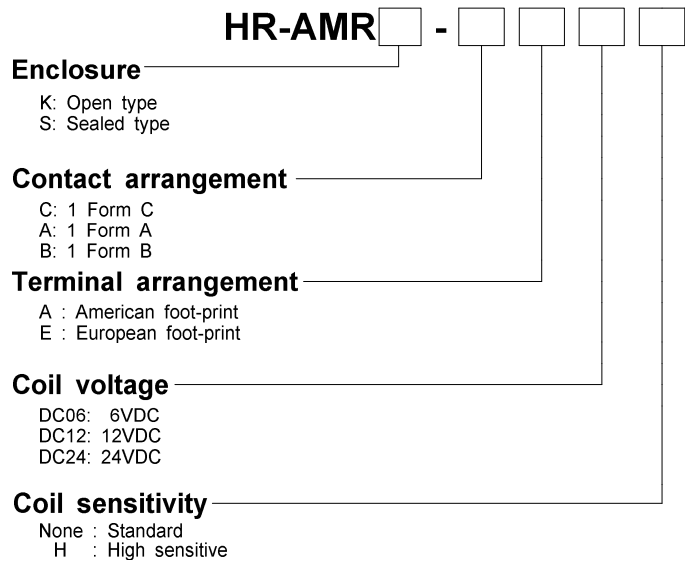 HR-AMR -
Enclosure
K: Open type
S: Sealed type
Contact arrangement
C: 1 Form C
A: 1 Form A
B: 1 Form B
Terminal arrangement
A : American foot-print
E : European foot-print
Coil voltage
DC06: 6VDC
DC12: 12VDC
DC24: 24VDC
Coil sensitivity
None : Standard
H : High sensitive